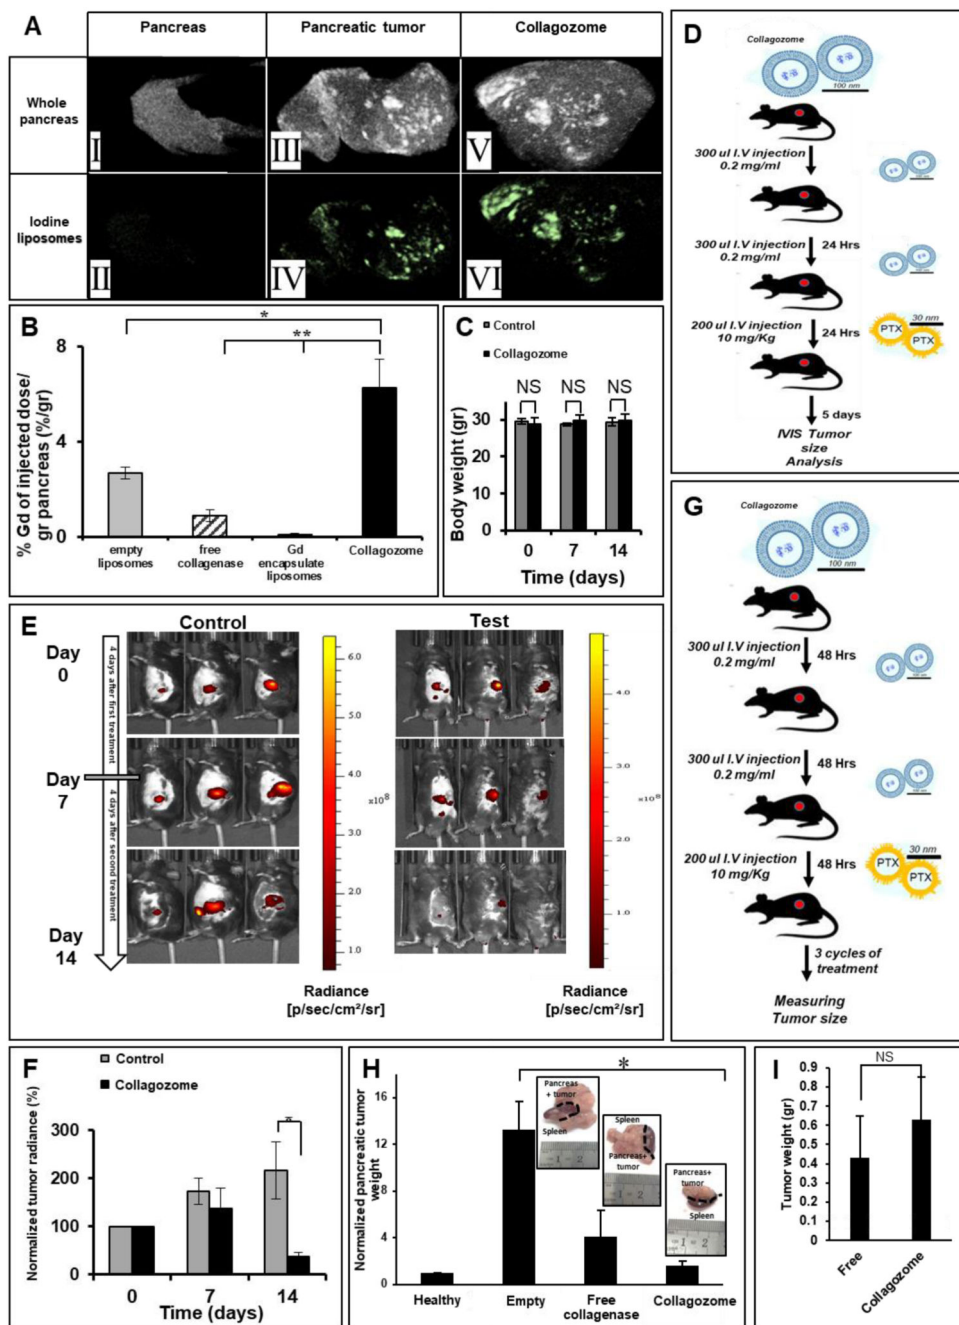 A
Pancreas
Pancreatic tumor
Collagozome
Whole
pancreas
I
III
V
Iodine
liposomes
II
IV
VI
B
*
**
% Gd of injected dose/
gr pancreas (%/gr)
8
4
0
empty
liposomes
free
collagenase
Gd
encapsulate
liposomes
Collagozome
C
Control
Collagozome
NS
NS
NS
Body weight (gr)
40
30
20
10
0
0
7
14
Time (days)
D
Collagozome
100 nm
300 ul I.V injection
0.2 mg/ml
300 ul I.V injection
0.2 mg/ml
24 Hrs
200 ul I.V injection
10 mg/Kg
24 Hrs
30 nm
PTX
PTX
5 days
IVIS Tumor
size
Analysis
E
Control
Test
Day
0
Day
7
Day
14
4 days after first treatment
4 days after second treatment
6.0
5.0
x10⁸
4.0
3.0
2.0
1.0
Radiance
[p/sec/cm²/sr]
4.0
3.0
x10⁸
2.0
1.0
Radiance
[p/sec/cm²/sr]
F
Control
Collagozome
*
Normalized tumor radiance (%)
300
200
100
0
0
7
14
Time (days)
G
Collagozome
100 nm
300 ul I.V injection
0.2 mg/ml
48 Hrs
300 ul I.V injection
0.2 mg/ml
48 Hrs
200 ul I.V injection
10 mg/Kg
48 Hrs
30 nm
PTX
PTX
3 cycles of
treatment
Measuring
Tumor size
H
*
Normalized pancreatic tumor
weight
16
12
8
4
0
Pancreas
+ tumor
Spleen
1
2
Spleen
Pancreas+
tumor
1
2
Pancreas+
tumor
Spleen
1
2
Healthy
Empty
Free
collagenase
Collagozome
I
NS
Tumor weight (gr)
0.9
0.8
0.7
0.6
0.5
0.4
0.3
0.2
0.1
0
Free
Collagozome